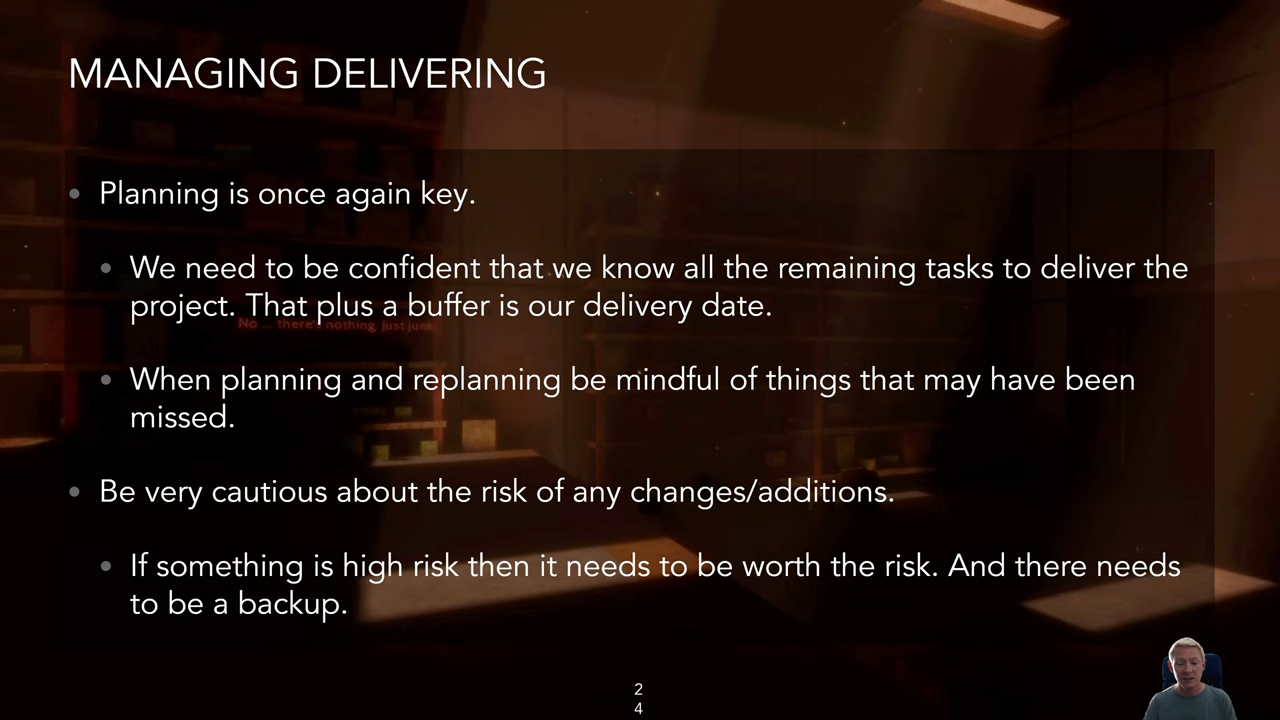 MANAGING DELIVERING
• Planning is once again key.
• We need to be confident that we know all the remaining tasks to deliver the
project. That plus a buffer is our delivery date.
No ... there's nothing. Just junk.
• When planning and replanning be mindful of things that may have been
missed.
• Be very cautious about the risk of any changes/additions.
• If something is high risk then it needs to be worth the risk. And there needs
to be a backup.
2
4